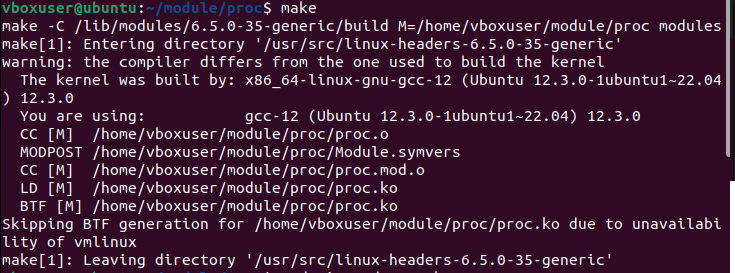 vboxuser@ubuntu:~/module/proc$ make
make -C /lib/modules/6.5.0-35-generic/build M=/home/vboxuser/module/proc modules
make[1]: Entering directory '/usr/src/linux-headers-6.5.0-35-generic'
warning: the compiler differs from the one used to build the kernel
  The kernel was built by: x86_64-linux-gnu-gcc-12 (Ubuntu 12.3.0-1ubuntu1~22.04
) 12.3.0
  You are using:           gcc-12 (Ubuntu 12.3.0-1ubuntu1~22.04) 12.3.0
  CC [M]  /home/vboxuser/module/proc/proc.o
  MODPOST /home/vboxuser/module/proc/Module.symvers
  CC [M]  /home/vboxuser/module/proc/proc.mod.o
  LD [M]  /home/vboxuser/module/proc/proc.ko
  BTF [M] /home/vboxuser/module/proc/proc.ko
Skipping BTF generation for /home/vboxuser/module/proc/proc.ko due to unavailabi
lity of vmlinux
make[1]: Leaving directory '/usr/src/linux-headers-6.5.0-35-generic'